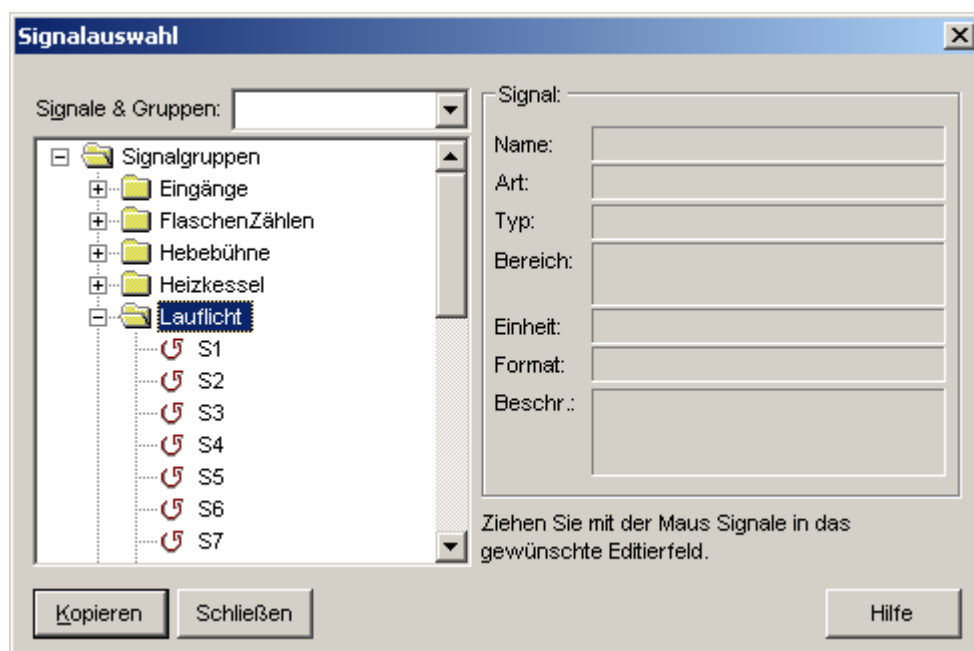 Signalauswahl
Signale & Gruppen:
Signalgruppen
Eingänge
FlaschenZählen
Hebebühne
Heizkessel
Lauflicht
S1
S2
S3
S4
S5
S6
S7
Signal:
Name:
Art:
Typ:
Bereich:
Einheit:
Format:
Beschr.:
Ziehen Sie mit der Maus Signale in das
gewünschte Editierfeld.
Kopieren
Schließen
Hilfe